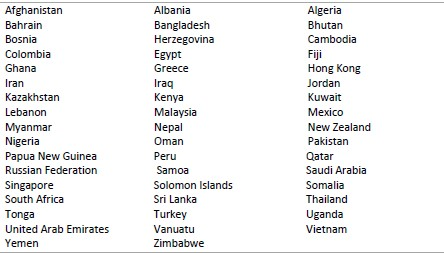 Afghanistan Albania Algeria
Bahrain Bangladesh Bhutan
Bosnia Herzegovina Cambodia
Colombia Egypt Fiji
Ghana Greece Hong Kong
Iran Iraq Jordan
Kazakhstan Kenya Kuwait
Lebanon Malaysia Mexico
Myanmar Nepal New Zealand
Nigeria Oman Pakistan
Papua New Guinea Peru Qatar
Russian Federation Samoa Saudi Arabia
Singapore Solomon Islands Somalia
South Africa Sri Lanka Thailand
Tonga Turkey Uganda
United Arab Emirates Vanuatu Vietnam
Yemen Zimbabwe